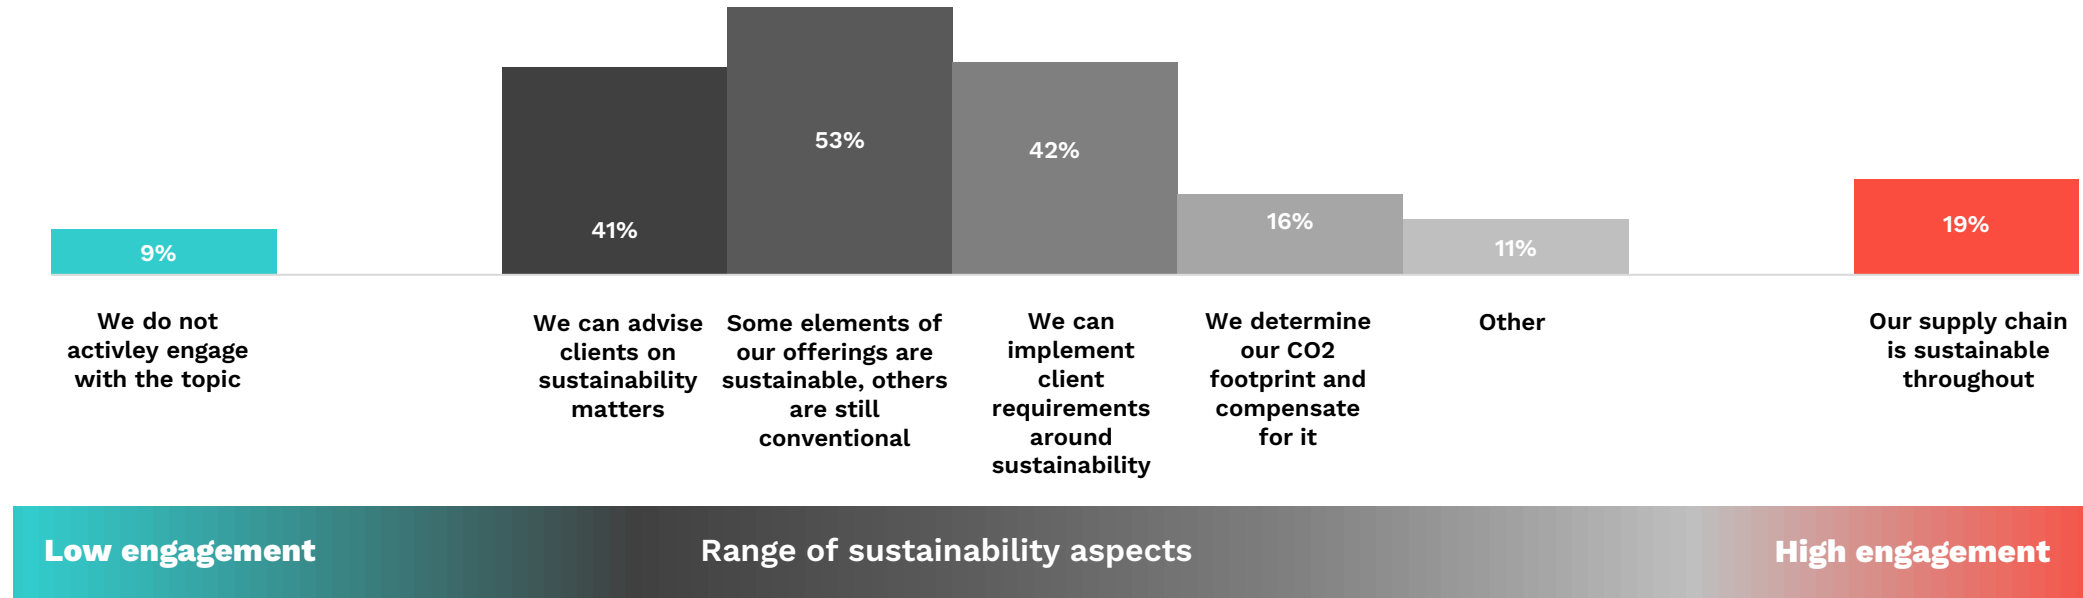 9%
41%
53%
42%
16%
11%
19%
We do not
activley engage
with the topic
We can advise
clients on
sustainability
matters
Some elements of
our offerings are
sustainable, others
are still
conventional
We can
implement
client
requirements
around
sustainability
We determine
our CO2
footprint and
compensate
for it
Other
Our supply chain
is sustainable
throughout
Low engagement
Range of sustainability aspects
High engagement